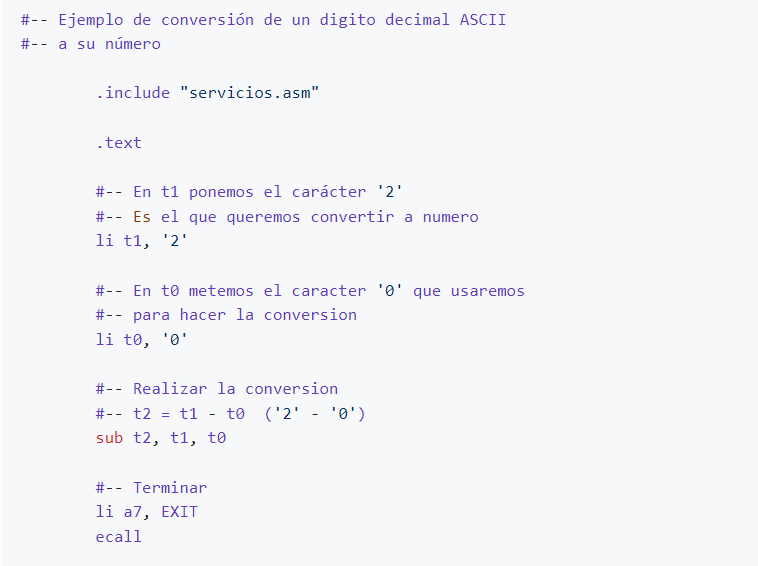 #-- Ejemplo de conversión de un digito decimal ASCII
#-- a su número
.include "servicios.asm"
.text
#-- En t1 ponemos el carácter '2'
#-- Es el que queremos convertir a numero
li t1, '2'
#-- En t0 metemos el caracter '0' que usaremos
#-- para hacer la conversion
li t0, '0'
#-- Realizar la conversion
#-- t2 = t1 - t0  ('2' - '0')
sub t2, t1, t0
#-- Terminar
li a7, EXIT
ecall